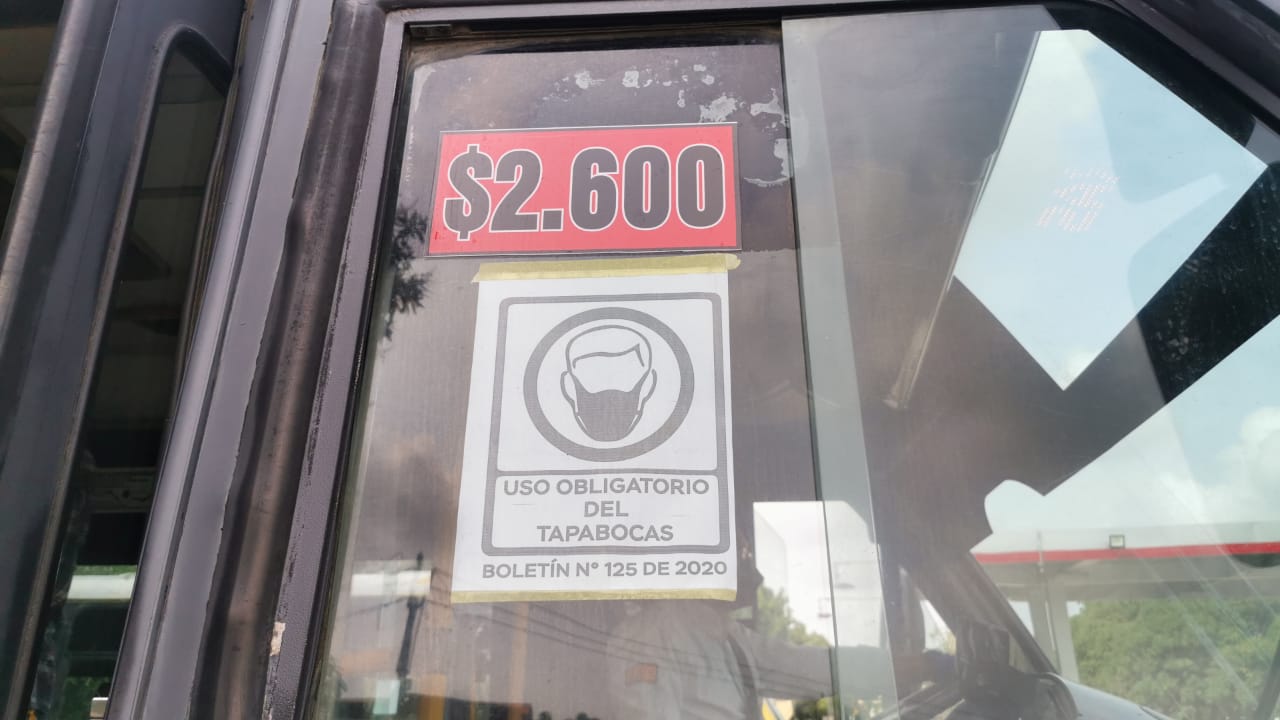 $2.600
USO OBLIGATORIO
DEL
TAPABOCAS
BOLETÍN N° 125 DE 2020